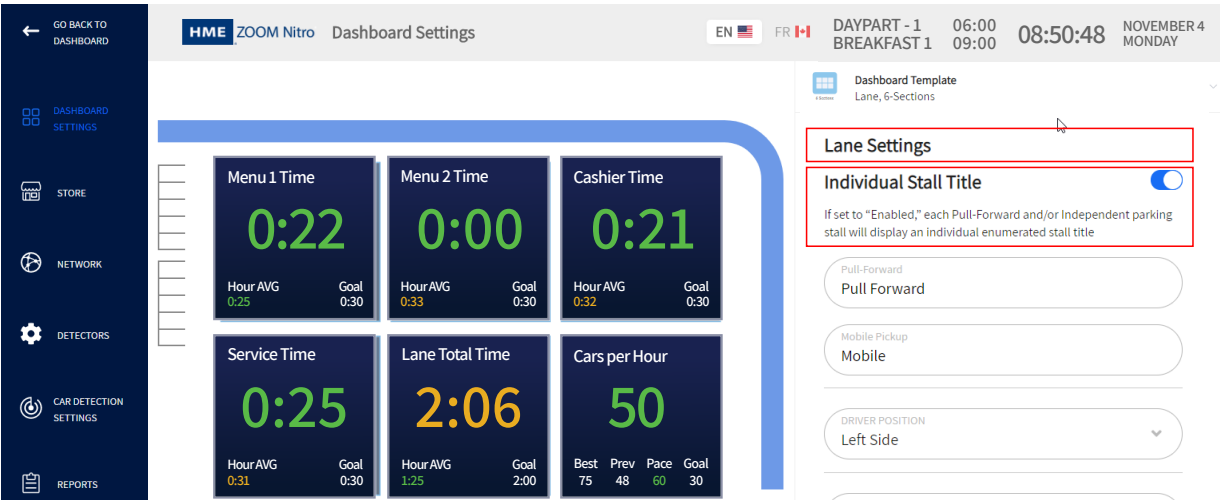 GO BACK TO
DASHBOARD
DASHBOARD
SETTINGS
STORE
NETWORK
DETECTORS
CAR DETECTION
SETTINGS
REPORTS
HME ZOOM Nitro Dashboard Settings
EN FR
DAYPART - 1 06:00
BREAKFAST 1 09:00
08:50:48
NOVEMBER 4
MONDAY
Menu 1 Time
0:22
Hour AVG Goal
0:25 0:30
Menu 2 Time
0:00
Hour AVG Goal
0:33 0:30
Cashier Time
0:21
Hour AVG Goal
0:32 0:30
Service Time
0:25
Hour AVG Goal
0:31 0:30
Lane Total Time
2:06
Hour AVG Goal
1:25 2:00
Cars per Hour
50
Best Prev Pace Goal
75 48 60 30
Dashboard Template
Lane, 6-Sections
Lane Settings
Individual Stall Title
If set to “Enabled,” each Pull-Forward and/or Independent parking
stall will display an individual enumerated stall title
Pull-Forward
Pull Forward
Mobile Pickup
Mobile
DRIVER POSITION
Left Side